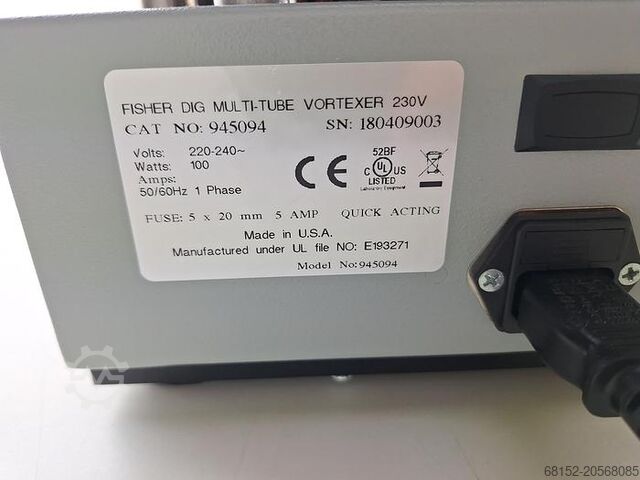 FISHER DIG MULTI-TUBE VORTEXER 230V
CAT NO: 945094 SN: 180409003
Volts: 220-240~
Watts: 100
Amps:
50/60Hz 1 Phase
CE
52BF
C UL US
LISTED
Laboratory Equipment
FUSE: 5 x 20 mm 5 AMP QUICK ACTING
Made in U.S.A.
Manufactured under UL file NO: E193271
Model No:945094
68152-20568085